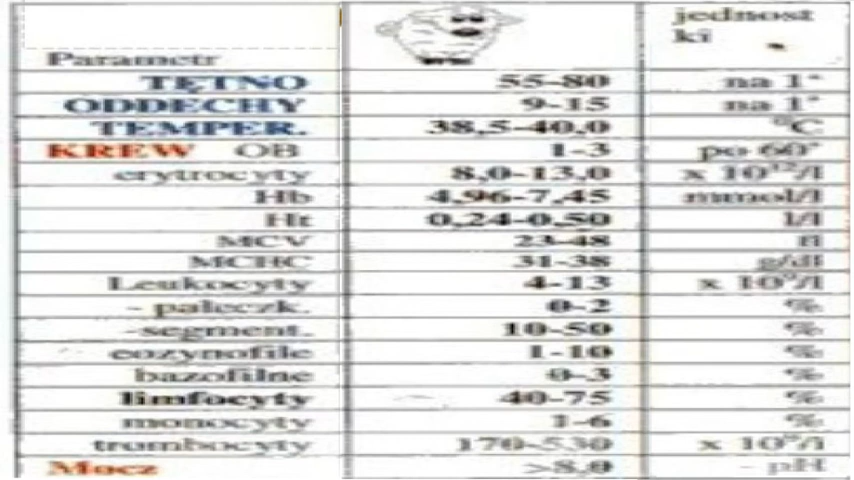 jednost
ki
Parametr
TĘTNO 55-80 na 1'
ODDECHY 9-15 na 1'
TEMPER. 38,5-40,0 °C
KREW OB 1-3 po 60'
erytrocyty 8,0-13,0 x 10¹²/l
Hb 4,96-7,45 mmol/l
Ht 0,24-0,50 l/l
MCV 23-48 fl
MCHC 31-38 g/dl
Leukocyty 4-13 x 10⁹/l
- pałeczk. 0-2 %
-segment. 10-50 %
eozynofile 1-10 %
bazofilne 0-3 %
limfocyty 40-75 %
monocyty 1-6 %
trombocyty 170-530 x 10⁹/l
Mocz >8,0 - pH